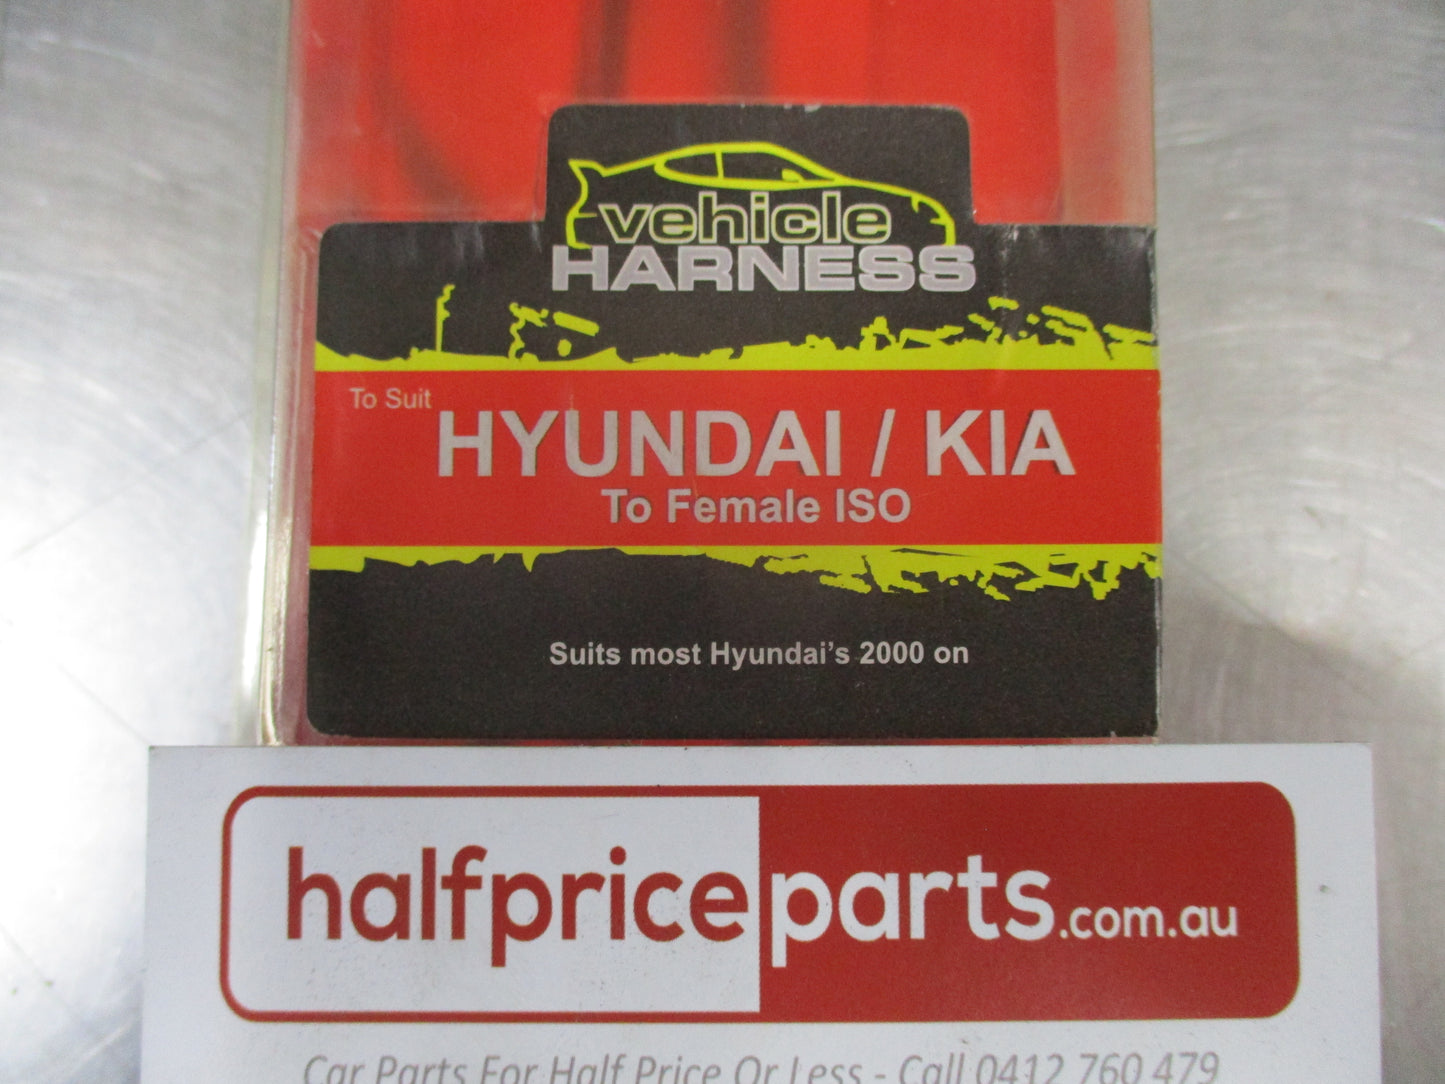 vehicle
HARNESS
To Suit
HYUNDAI / KIA
To Female ISO
Suits most Hyundai's 2000 on
halfpriceparts.com.au
Car Parts For Half Price Or Less - Call 0412 760 479